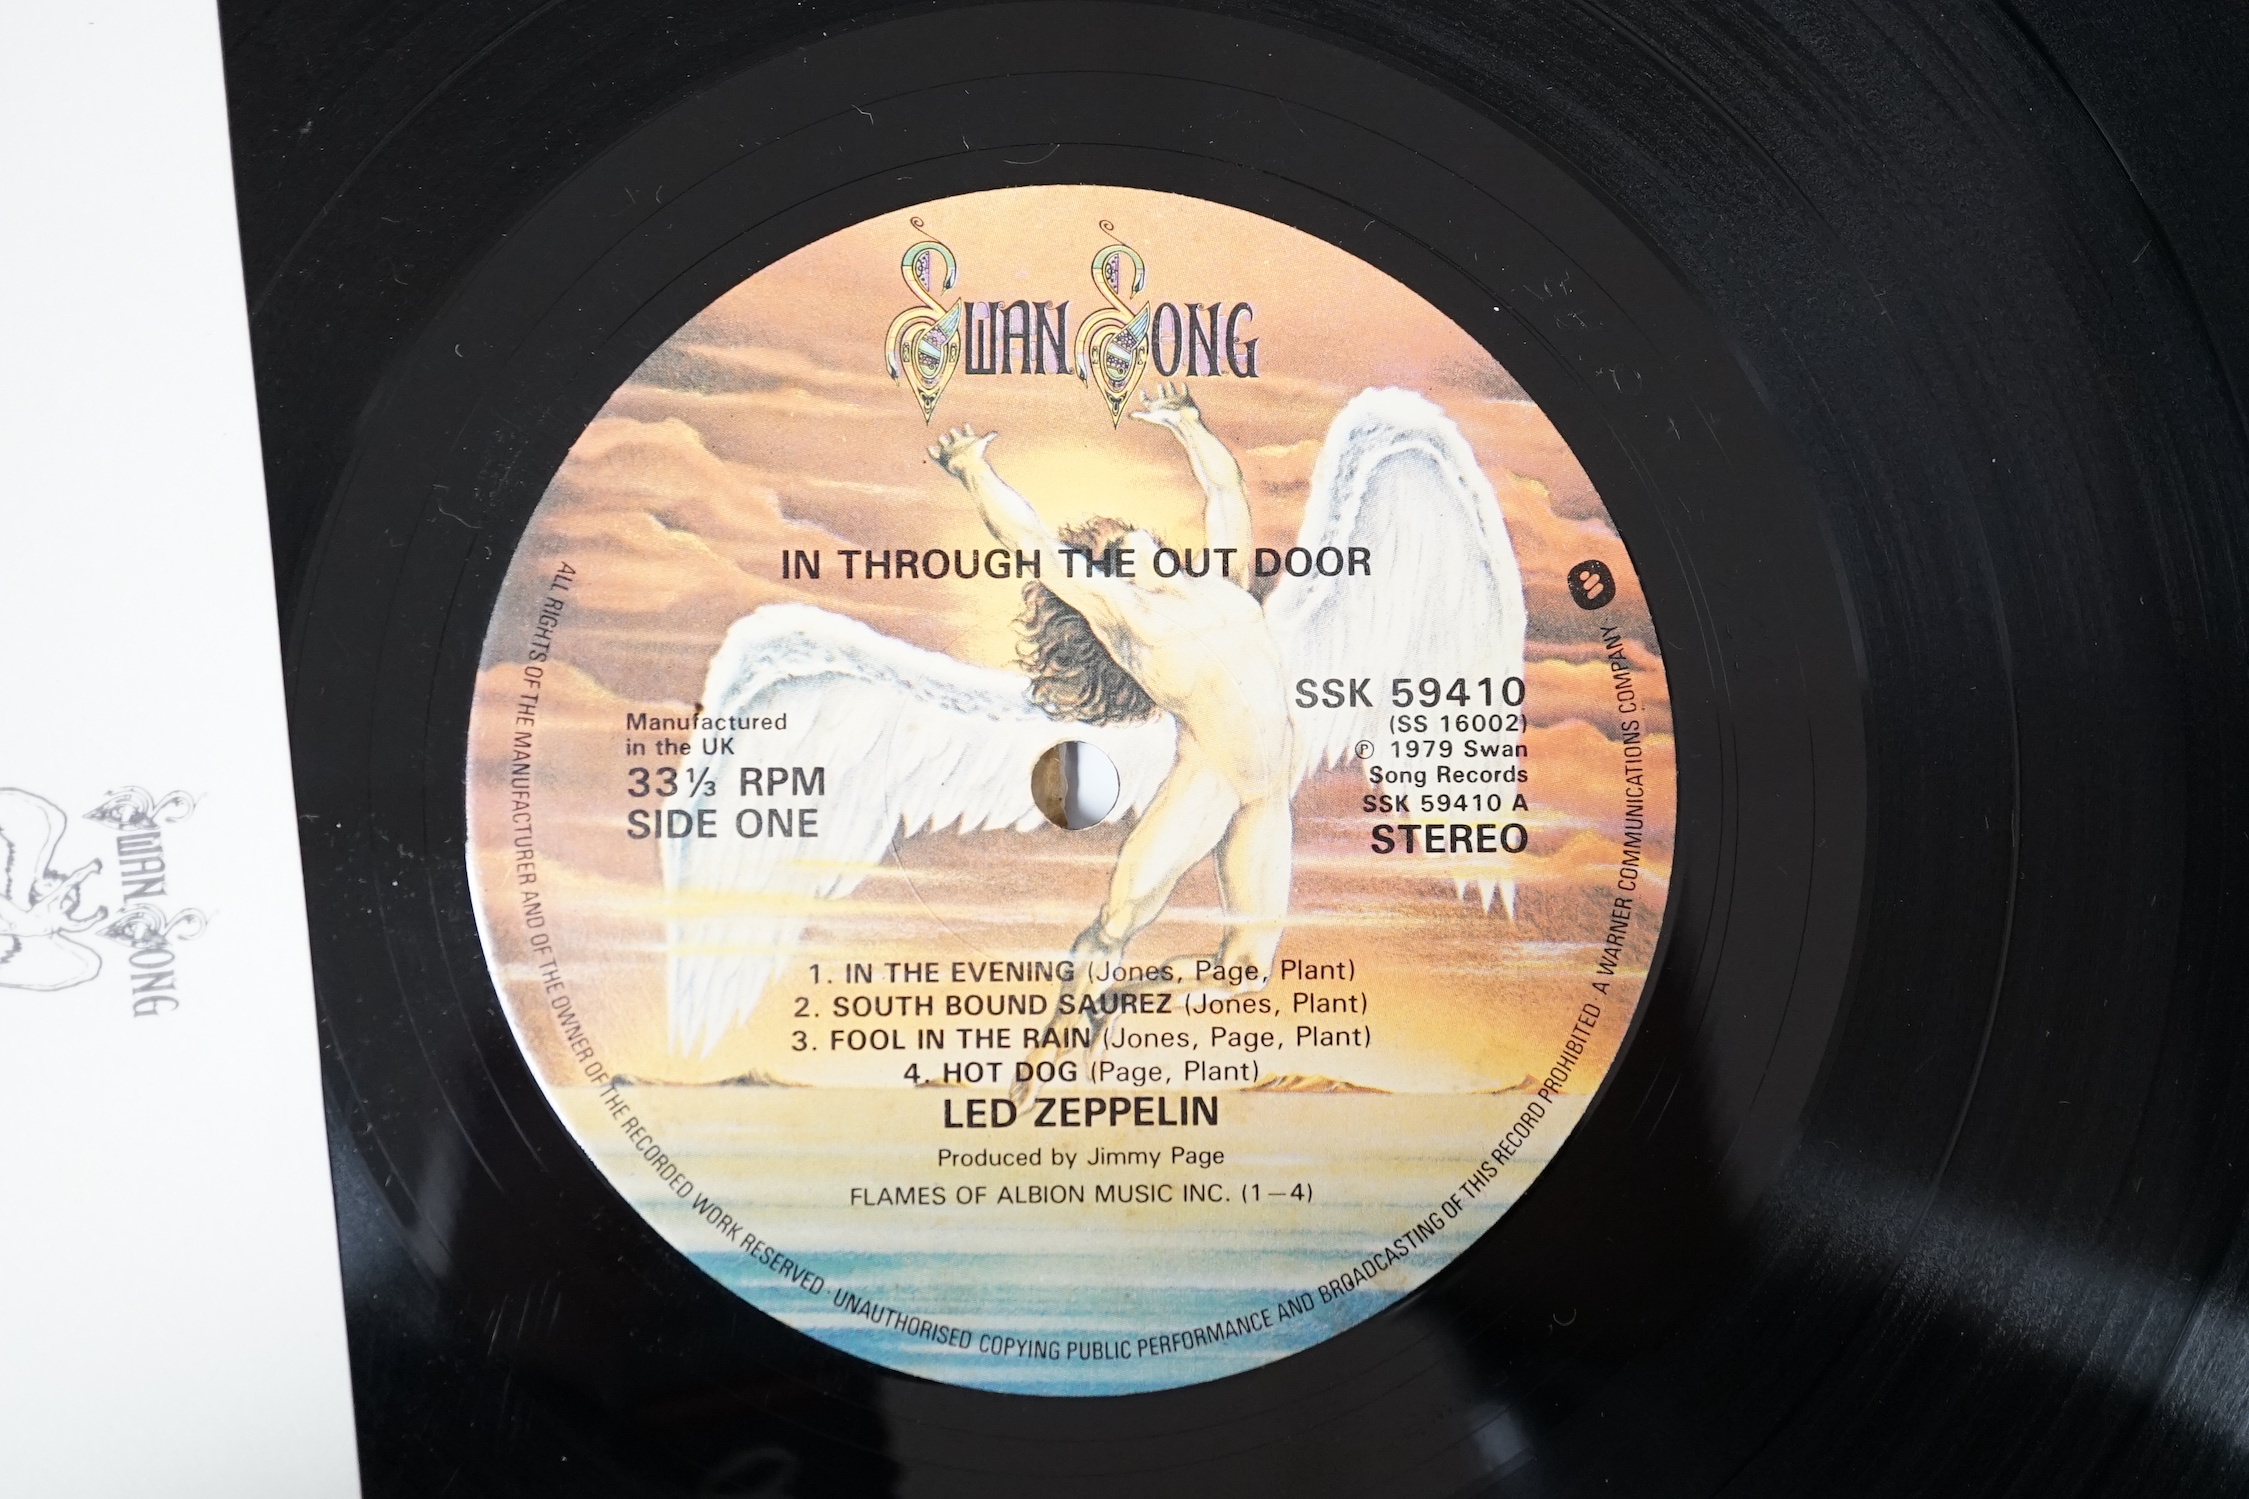 SWAN SONG
IN THROUGH THE OUT DOOR
Manufactured
in the UK
33⅓ RPM
SIDE ONE
SSK 59410
(SS 16002)
℗ 1979 Swan
Song Records
SSK 59410 A
STEREO
1. IN THE EVENING (Jones, Page, Plant)
2. SOUTH BOUND SAUREZ (Jones, Plant)
3. FOOL IN THE RAIN (Jones, Page, Plant)
4. HOT DOG (Page, Plant)
LED ZEPPELIN
Produced by Jimmy Page
FLAMES OF ALBION MUSIC INC. (1—4)
ALL RIGHTS OF THE MANUFACTURER AND OF THE OWNER OF THE RECORDED WORK RESERVED · UNAUTHORISED COPYING PUBLIC PERFORMANCE AND BROADCASTING OF THIS RECORD PROHIBITED A WARNER COMMUNICATIONS COMPANY·
SWAN SONG